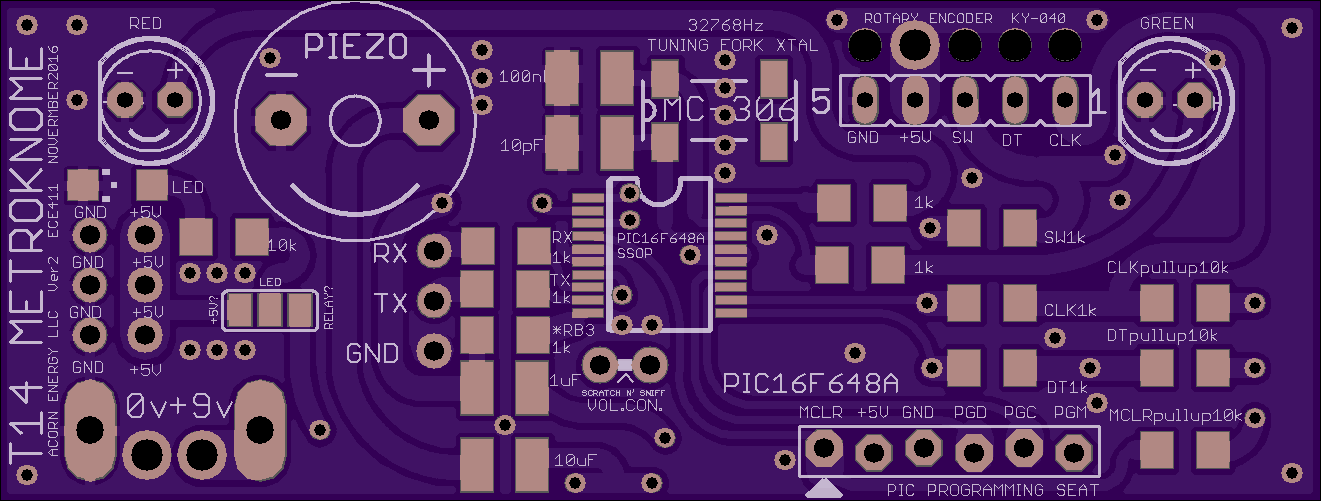 T14 METROKNOME
ACORN ENERGY LLC Ver2 ECE411 NOVERMBER2016
RED
- +
PIEZO
- +
32768Hz
TUNING FORK XTAL
100n
MC-306
10pF
ROTARY ENCODER KY-040
5 1
GND +5V SW DT CLK
GREEN
- +
LED
GND +5V
GND +5V
GND +5V
GND +5V
10k
LED
+5V?
RELAY?
0v+9v
RX
TX
GND
RX
1k
TX
1k
*RB3
1k
1uF
10uF
PIC16F648A
SSOP
SCRATCH N' SNIFF
VOL.CON.
1k
1k
SW1k
CLKpullup10k
CLK1k
DTpullup10k
DT1k
MCLRpullup10k
PIC16F648A
MCLR +5V GND PGD PGC PGM
PIC PROGRAMMING SEAT